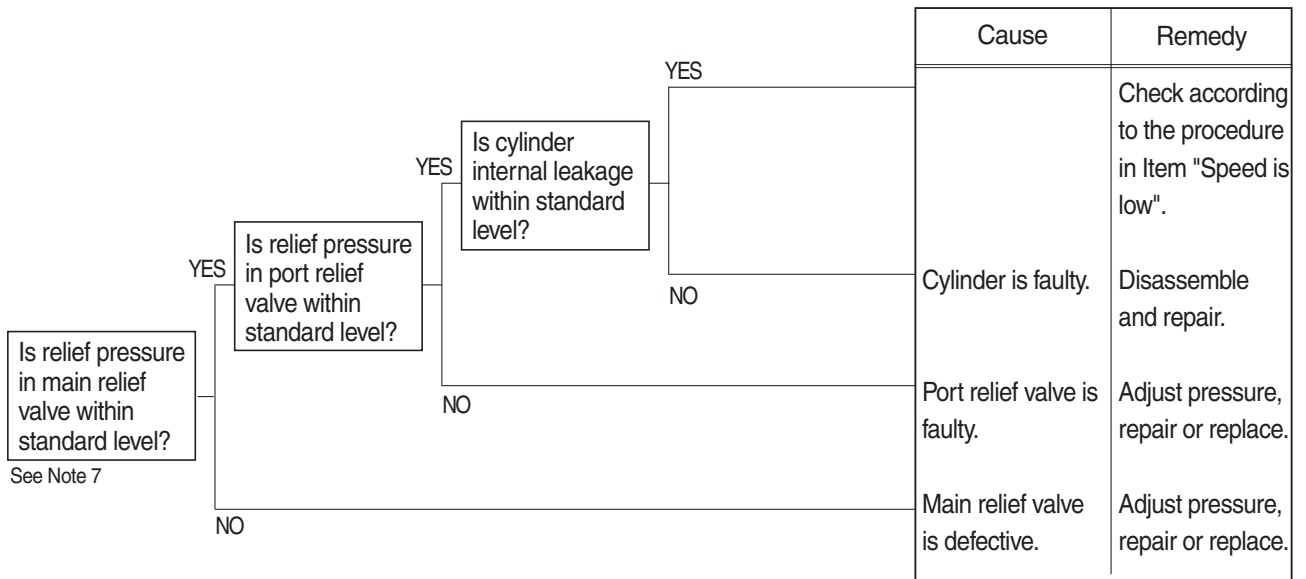 Cause
Remedy
YES
Check according
to the procedure
in Item "Speed is
low".
Is cylinder
internal leakage
within standard
level?
YES
NO
Cylinder is faulty.
Disassemble
and repair.
Is relief pressure
in port relief
valve within
standard level?
YES
NO
Port relief valve is
faulty.
Adjust pressure,
repair or replace.
Is relief pressure
in main relief
valve within
standard level?
See Note 7
NO
Main relief valve
is defective.
Adjust pressure,
repair or replace.